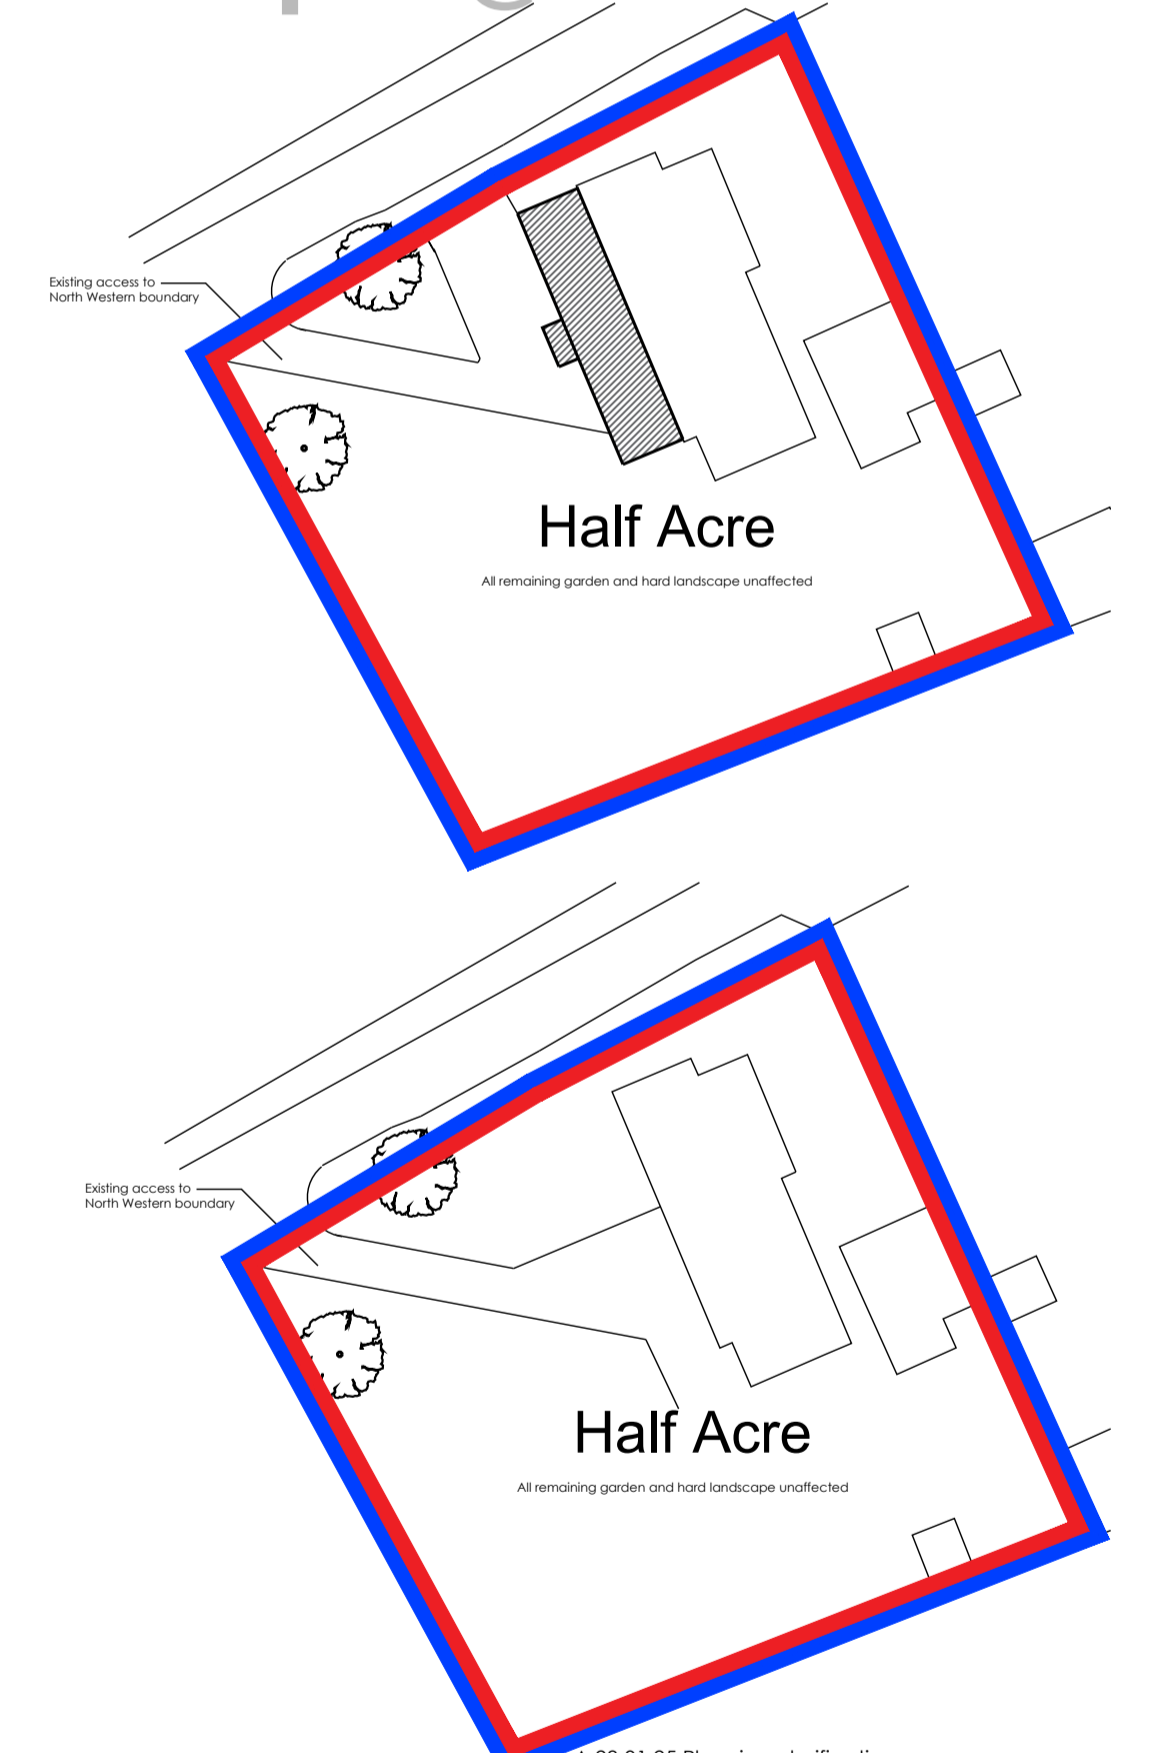 Existing access to
North Western boundary
Half Acre
All remaining garden and hard landscape unaffected
Existing access to
North Western boundary
Half Acre
All remaining garden and hard landscape unaffected